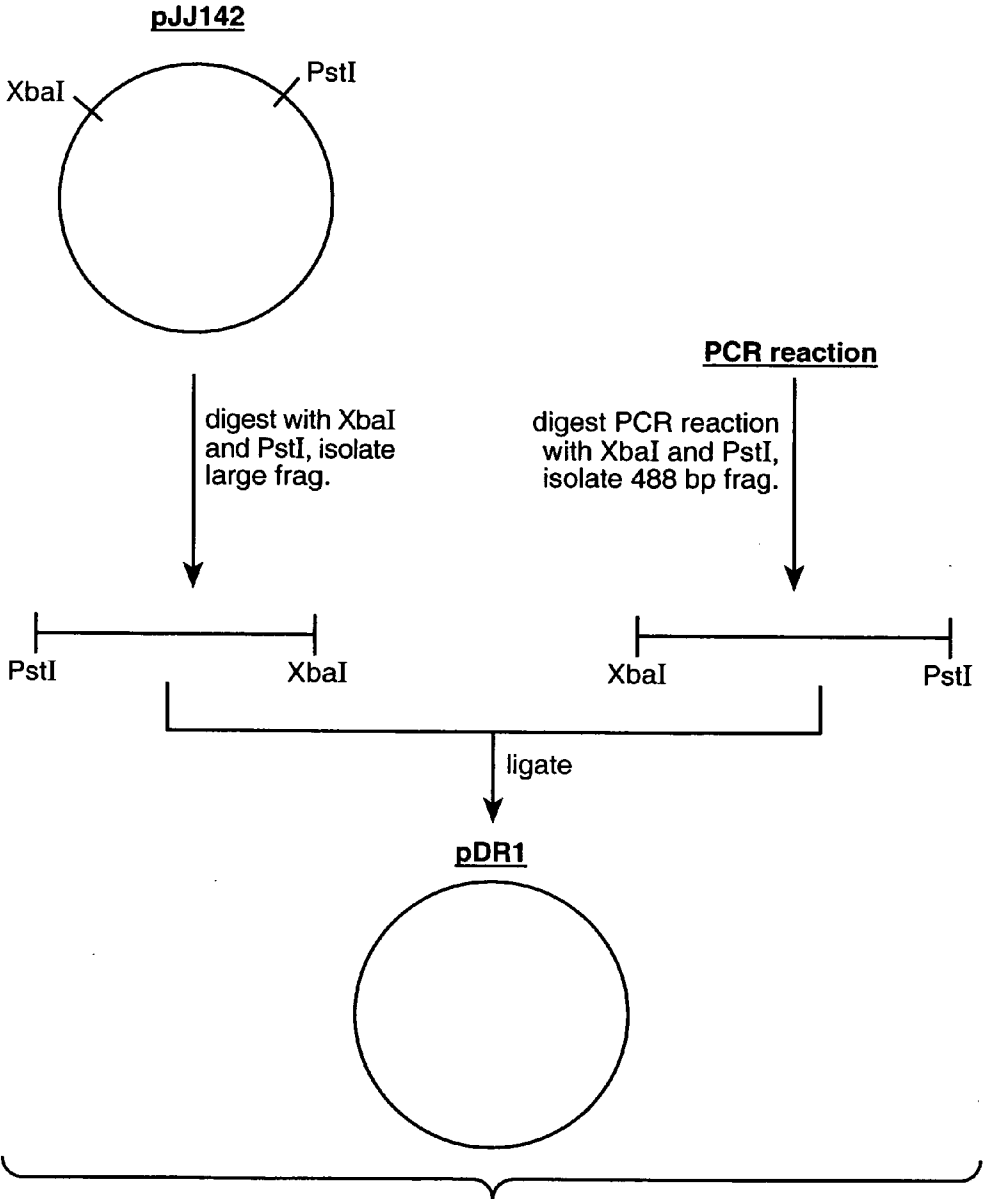 pJJ142
XbaI
PstI
digest with XbaI
and PstI, isolate
large frag.
PCR reaction
digest PCR reaction
with XbaI and PstI,
isolate 488 bp frag.
PstI
XbaI
XbaI
PstI
ligate
pDR1